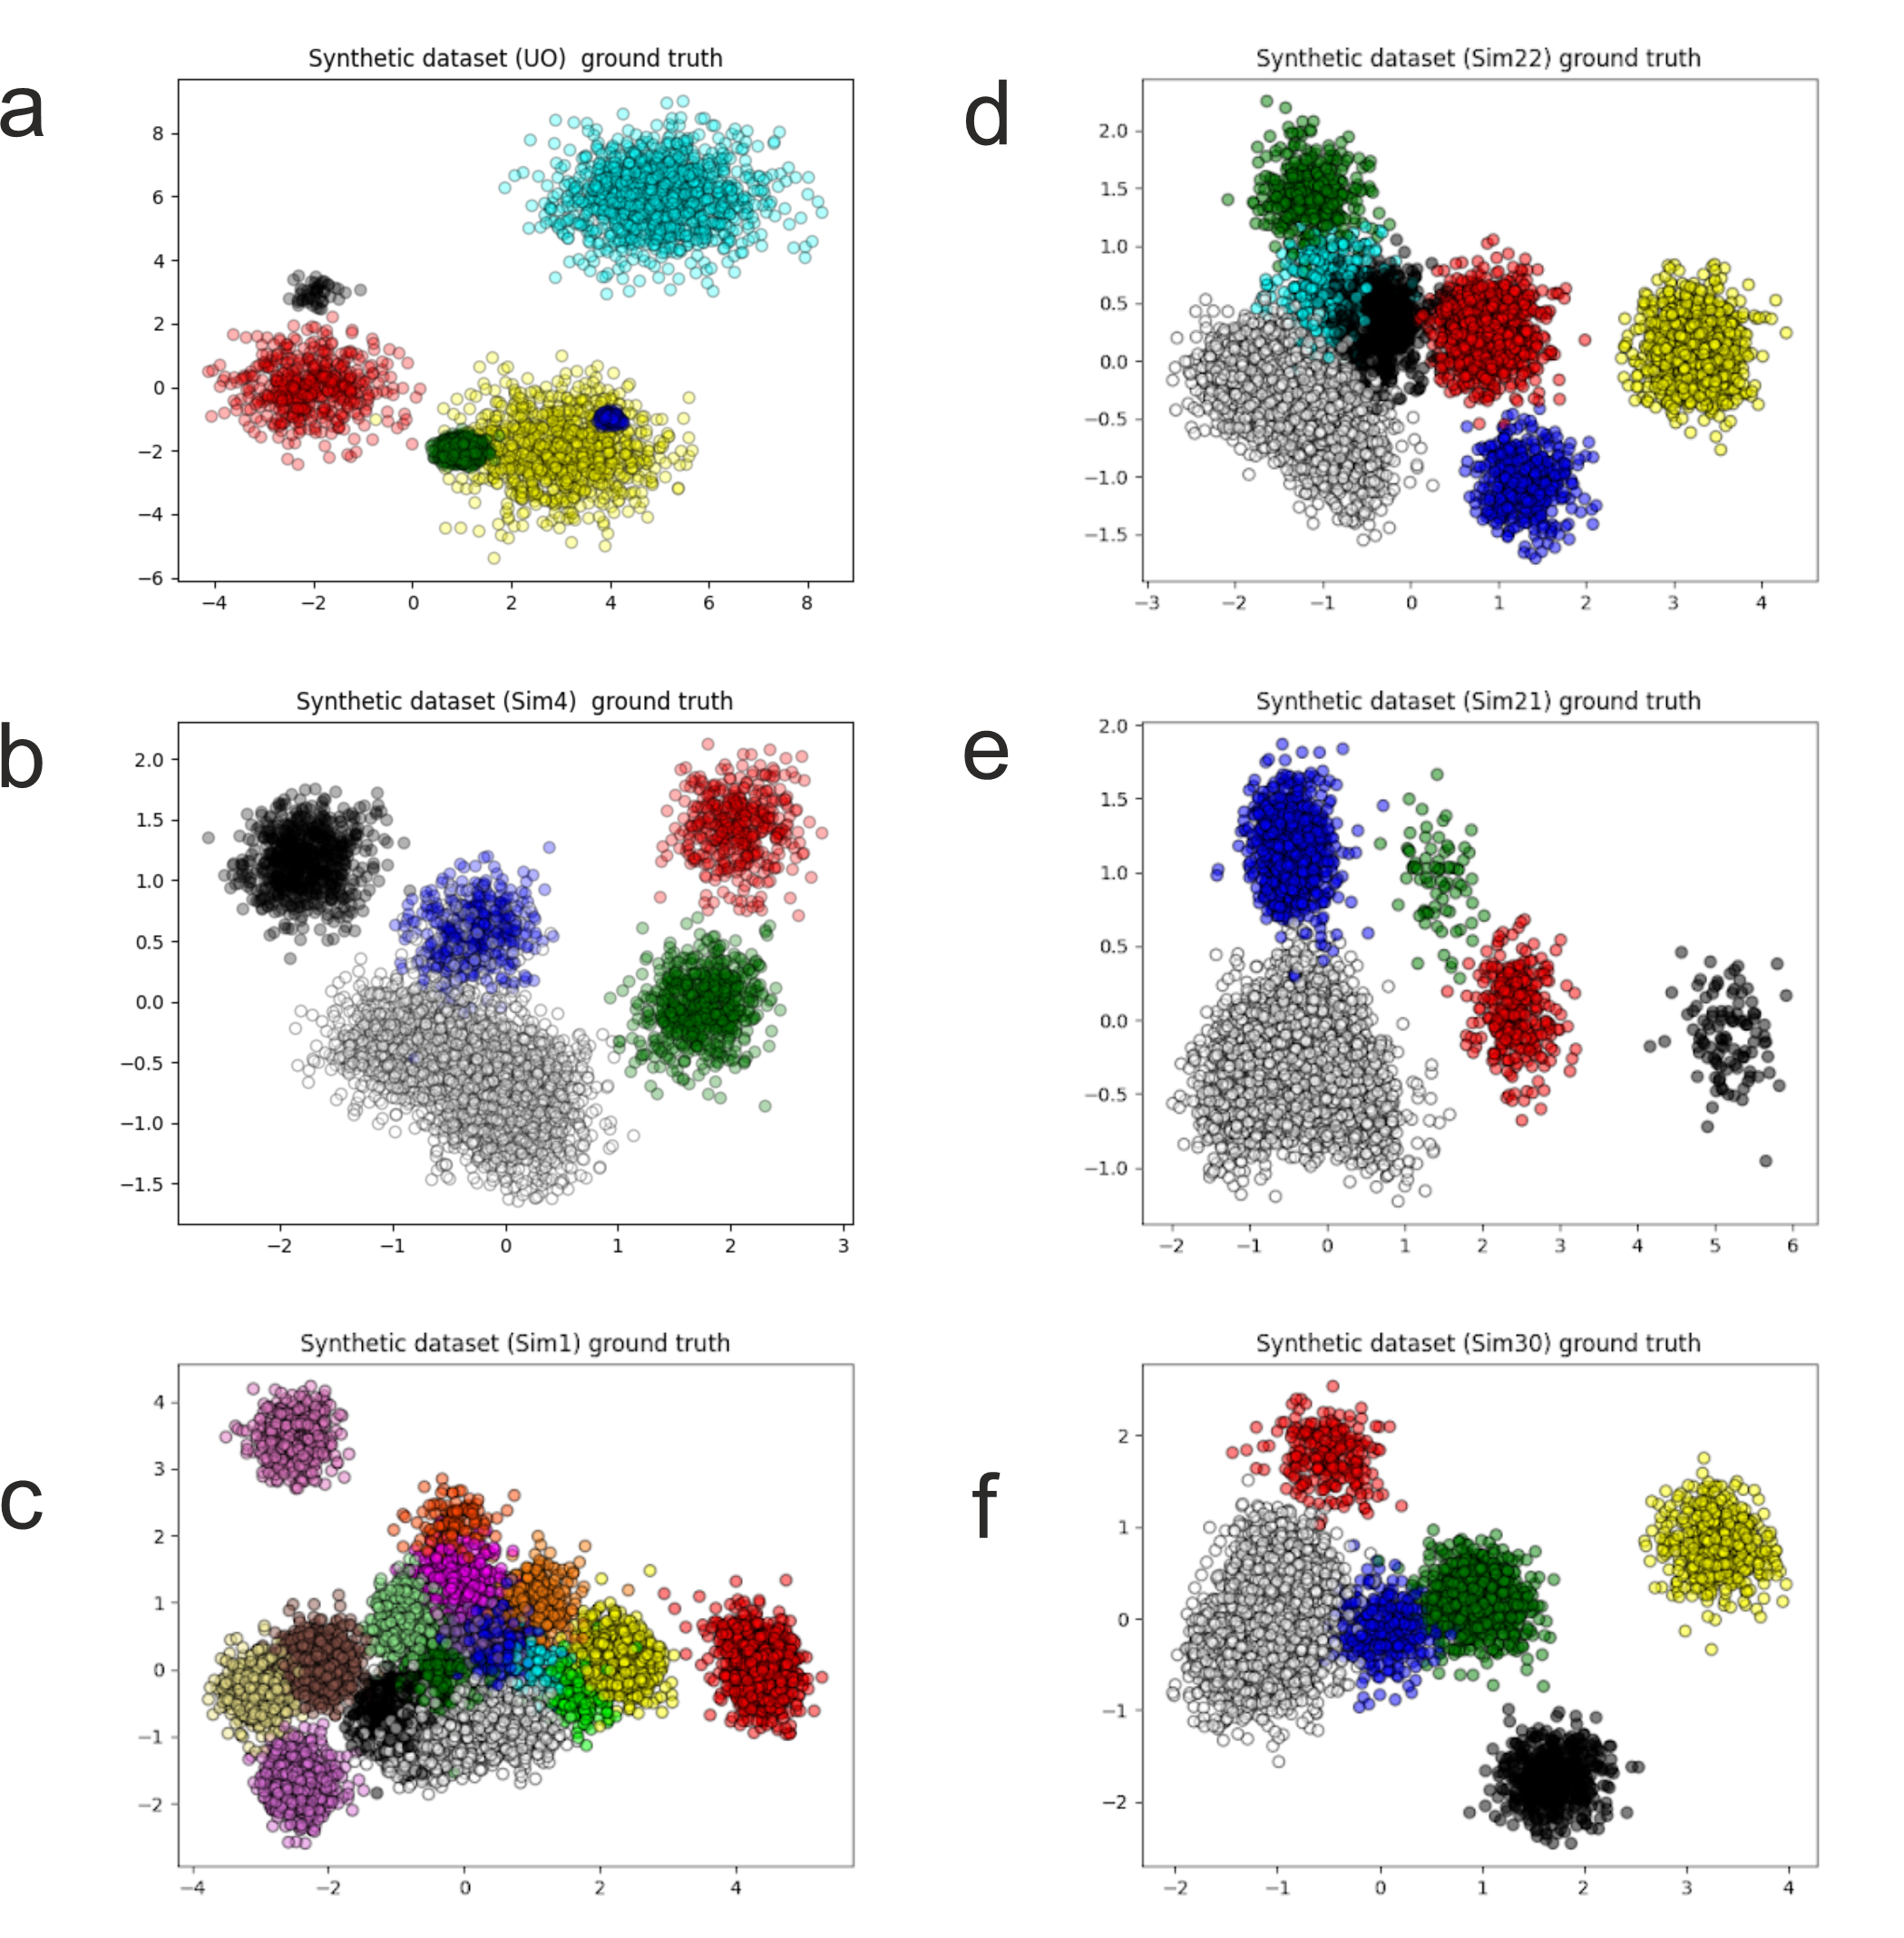 a
Synthetic dataset (UO)  ground truth
8
6
4
2
0
−2
−4
−6
−4 −2 0 2 4 6 8
b
Synthetic dataset (Sim4)  ground truth
2.0
1.5
1.0
0.5
0.0
−0.5
−1.0
−1.5
−2 −1 0 1 2 3
c
Synthetic dataset (Sim1) ground truth
4
3
2
1
0
−1
−2
−4 −2 0 2 4
d
Synthetic dataset (Sim22) ground truth
2.0
1.5
1.0
0.5
0.0
−0.5
−1.0
−1.5
−3 −2 −1 0 1 2 3 4
e
Synthetic dataset (Sim21) ground truth
2.0
1.5
1.0
0.5
0.0
−0.5
−1.0
−2 −1 0 1 2 3 4 5 6
f
Synthetic dataset (Sim30) ground truth
2
1
0
−1
−2
−2 −1 0 1 2 3 4